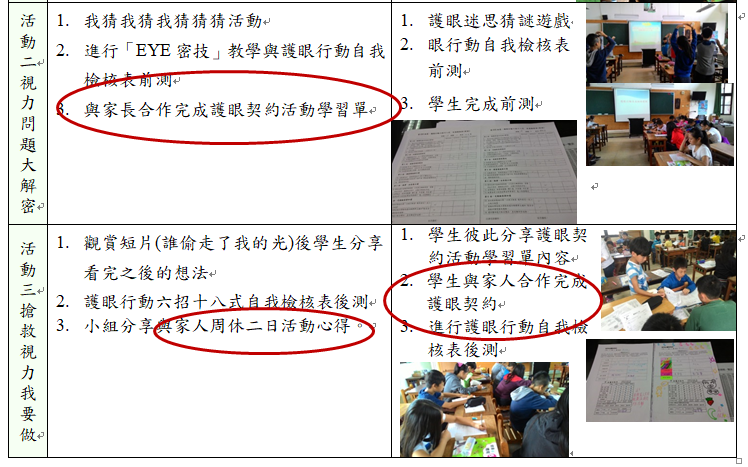 活動二視力問題大解密
1. 我猜我猜我猜猜猜活動
2. 進行「EYE 密技」教學與護眼行動自我
檢核表前測
3. 與家長合作完成護眼契約活動學習單
1. 護眼迷思猜謎遊戲
2. 眼行動自我檢核表
前測
3. 學生完成前測
活動三搶救視力我要做
1. 觀賞短片(誰偷走了我的光)後學生分享
看完之後的想法
2. 護眼行動六招十八式自我檢核表後測
3. 小組分享與家人周休二日活動心得。
1. 學生彼此分享護眼契
約活動學習單內容
2. 學生與家人合作完成
護眼契約
3. 進行護眼行動自我檢
核表後測